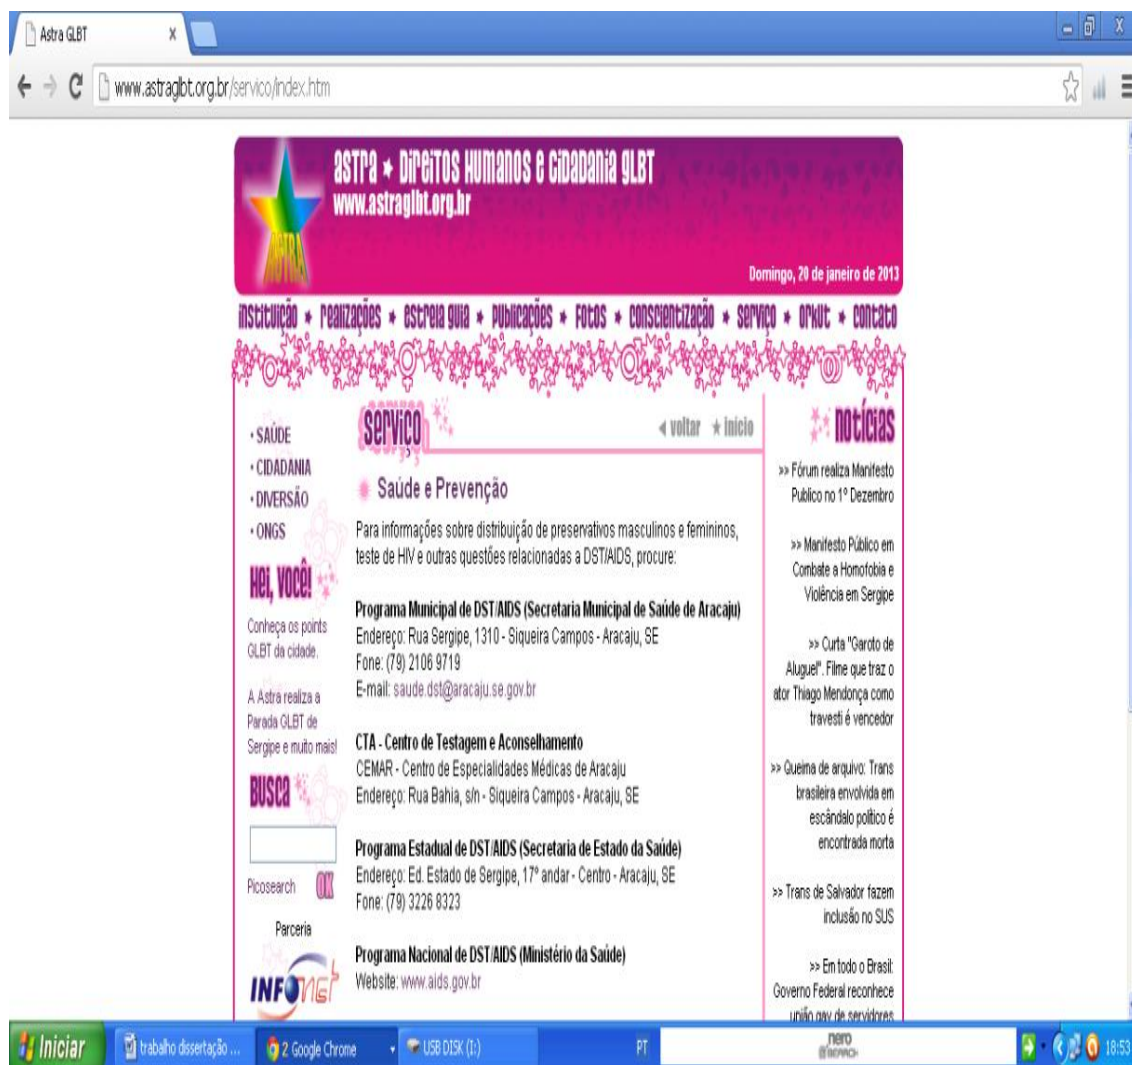 Astra GLBT
www.astraglbt.org.br/servico/index.htm
ASTRA ★ DIREITOS HUMANOS E CIDADANIA GLBT
www.astraglbt.org.br
ASTRA
Domingo, 20 de janeiro de 2013
instituição ★ realizações ★ estrela guia ★ publicações ★ fotos ★ conscientização ★ serviço ★ orkut ★ contato
• SAÚDE
• CIDADANIA
• DIVERSÃO
• ONGS
Hei, você!
Conheça os points
GLBT da cidade.
A Astra realiza a
Parada GLBT de
Sergipe e muito mais!
BUSCA
Picosearch OK
Parceria
INFONET
serviço
voltar ★ início
Saúde e Prevenção
Para informações sobre distribuição de preservativos masculinos e femininos,
teste de HIV e outras questões relacionadas a DST/AIDS, procure:
Programa Municipal de DST/AIDS (Secretaria Municipal de Saúde de Aracaju)
Endereço: Rua Sergipe, 1310 - Siqueira Campos - Aracaju, SE
Fone: (79) 2106 9719
E-mail: saude.dst@aracaju.se.gov.br
CTA - Centro de Testagem e Aconselhamento
CEMAR - Centro de Especialidades Médicas de Aracaju
Endereço: Rua Bahia, s/n - Siqueira Campos - Aracaju, SE
Programa Estadual de DST/AIDS (Secretaria de Estado da Saúde)
Endereço: Ed. Estado de Sergipe, 17º andar - Centro - Aracaju, SE
Fone: (79) 3226 8323
Programa Nacional de DST/AIDS (Ministério da Saúde)
Website: www.aids.gov.br
notícias
>> Fórum realiza Manifesto
Publico no 1º Dezembro
>> Manifesto Público em
Combate a Homofobia e
Violência em Sergipe
>> Curta "Garoto de
Aluguel". Filme que traz o
ator Thiago Mendonça como
travesti é vencedor
>> Queima de arquivo: Trans
brasileira envolvida em
escândalo político é
encontrada morta
>> Trans de Salvador fazem
inclusão no SUS
>> Em todo o Brasil:
Governo Federal reconhece
união gay de servidores
Iniciar
trabalho dissertação ...
2 Google Chrome
USB DISK (I:)
PT
nero
SEARCH
18:53